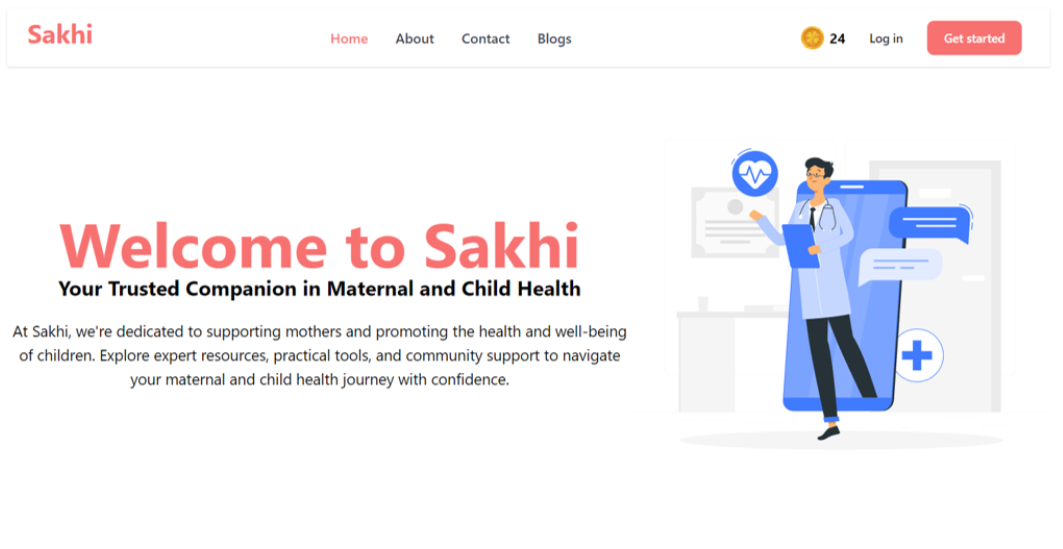 Sakhi
Home
About
Contact
Blogs
24
Log in
Get started
Welcome to Sakhi
Your Trusted Companion in Maternal and Child Health
At Sakhi, we're dedicated to supporting mothers and promoting the health and well-being
of children. Explore expert resources, practical tools, and community support to navigate
your maternal and child health journey with confidence.